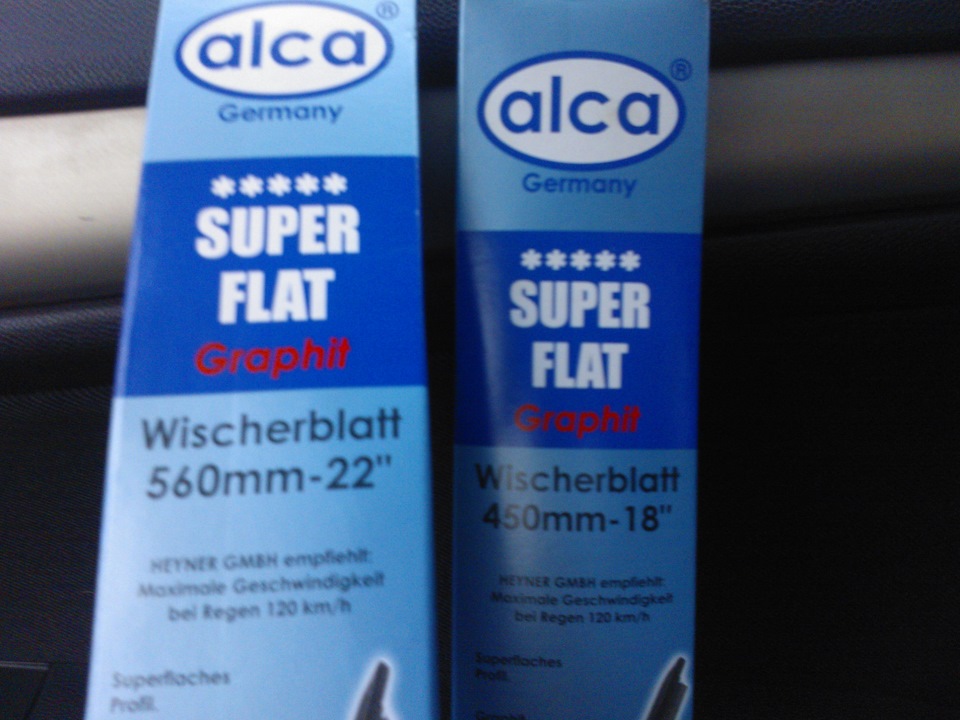 alca®
Germany
*****
SUPER
FLAT
Graphit
Wischerblatt
560mm-22"
HEYNER GMBH empfiehlt:
Maximale Geschwindigkeit
bei Regen 120 km/h
Superflaches
Profil.
alca®
Germany
*****
SUPER
FLAT
Graphit
Wischerblatt
450mm-18"
HEYNER GMBH empfiehlt:
Maximale Geschwindigkeit
bei Regen 120 km/h
Superflaches
Profil.